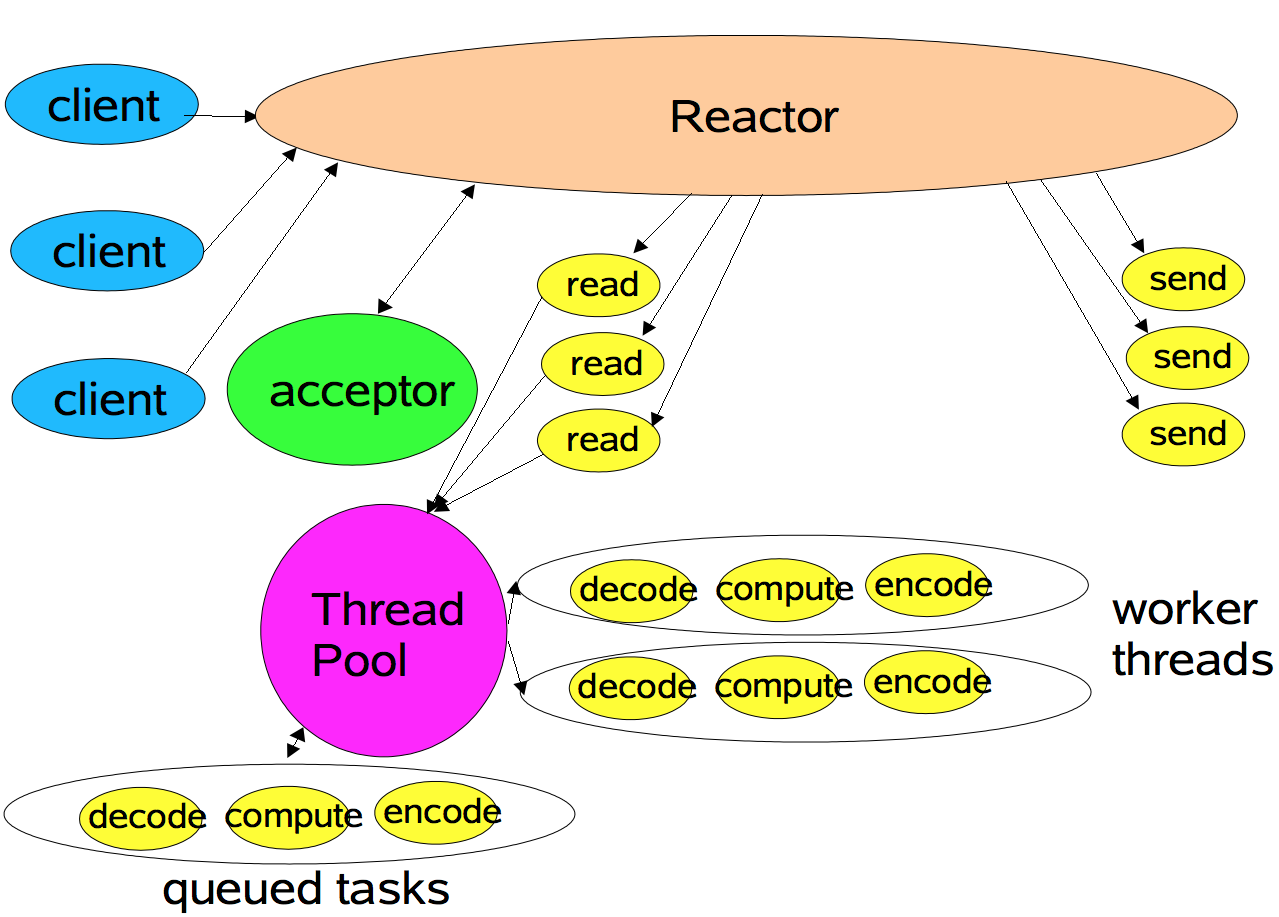 client
Reactor
client
client
acceptor
read
read
read
send
send
send
Thread
Pool
decode compute encode
decode compute encode
worker
threads
decode compute encode
queued tasks